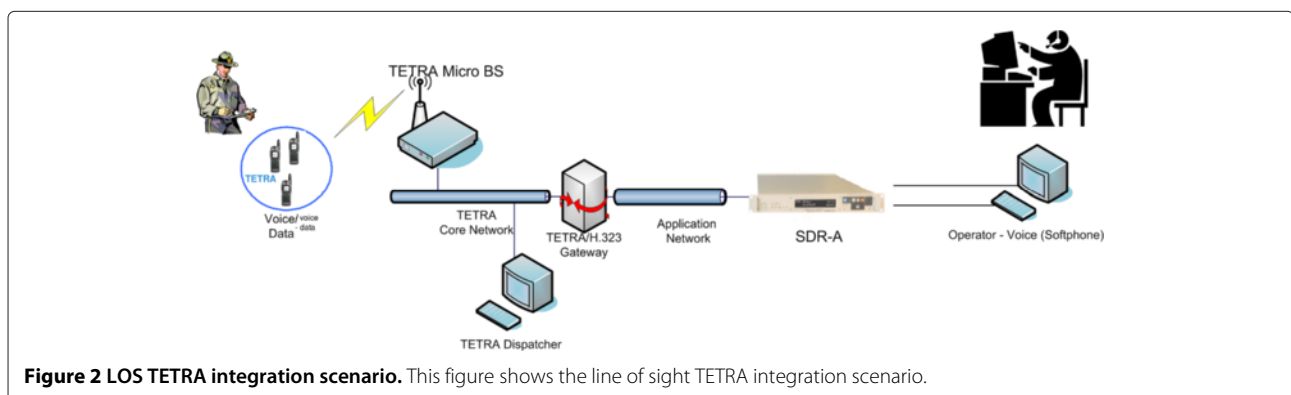 TETRA Micro BS
TETRA
Voice/ voice
Data - data
TETRA
Core Network
TETRA/H.323
Gateway
Application
Network
SDR-A
Operator - Voice (Softphone)
TETRA Dispatcher
Figure 2 LOS TETRA integration scenario. This figure shows the line of sight TETRA integration scenario.